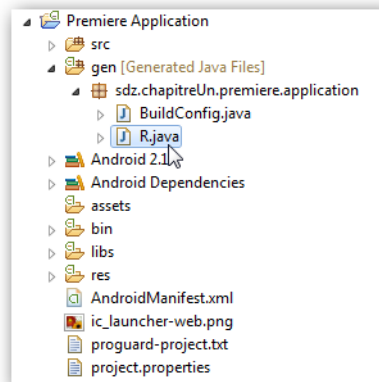 Premiere Application
src
gen [Generated Java Files]
sdz.chapitreUn.premiere.application
BuildConfig.java
R.java
Android 2.1
Android Dependencies
assets
bin
libs
res
AndroidManifest.xml
ic_launcher-web.png
proguard-project.txt
project.properties